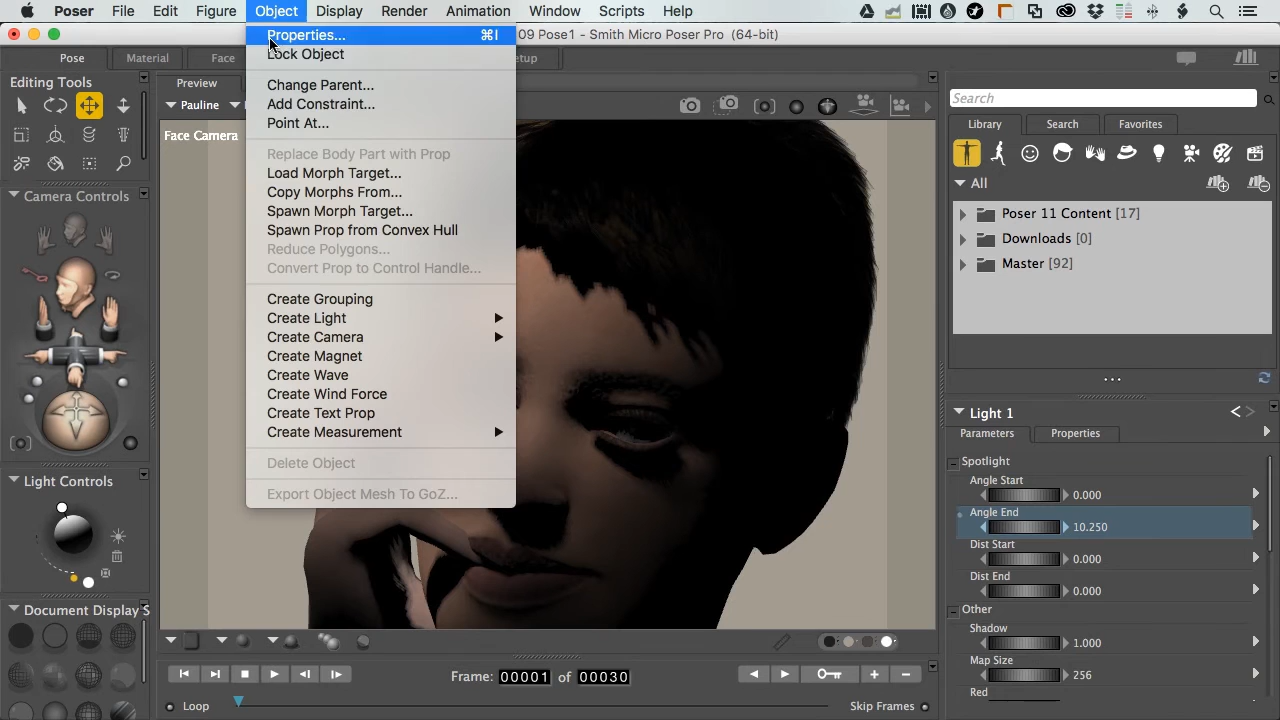 Poser File Edit Figure Object Display Render Animation Window Scripts Help
09 Pose1 - Smith Micro Poser Pro (64-bit)
Pose Material Face etup
Editing Tools
Preview
Pauline
Face Camera
Properties... ⌘I
Lock Object
Change Parent...
Add Constraint...
Point At...
Replace Body Part with Prop
Load Morph Target...
Copy Morphs From...
Spawn Morph Target...
Spawn Prop from Convex Hull
Reduce Polygons...
Convert Prop to Control Handle...
Create Grouping
Create Light
Create Camera
Create Magnet
Create Wave
Create Wind Force
Create Text Prop
Create Measurement
Delete Object
Export Object Mesh To GoZ...
Camera Controls
Light Controls
Document Display S
Search
Library Search Favorites
All
Poser 11 Content [17]
Downloads [0]
Master [92]
Light 1
Parameters Properties
Spotlight
Angle Start
0.000
Angle End
10.250
Dist Start
0.000
Dist End
0.000
Other
Shadow
1.000
Map Size
256
Red
Frame: 00001 of 00030
Loop
Skip Frames